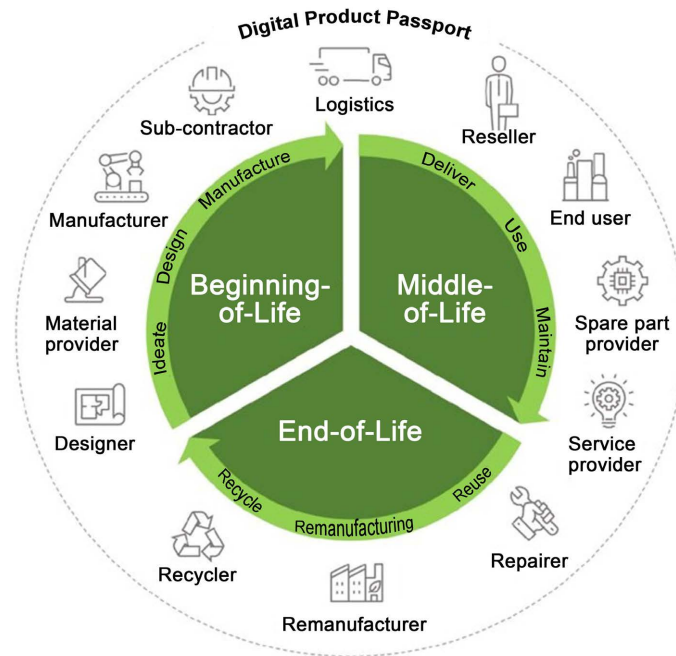 Digital Product Passport
Logistics
Sub-contractor
Reseller
Manufacturer
End user
Material
provider
Spare part
provider
Designer
Service
provider
Recycler
Repairer
Remanufacturer
Ideate
Design
Manufacture
Deliver
Use
Maintain
Reuse
Remanufacturing
Recycle
Beginning-
of-Life
Middle-
of-Life
End-of-Life